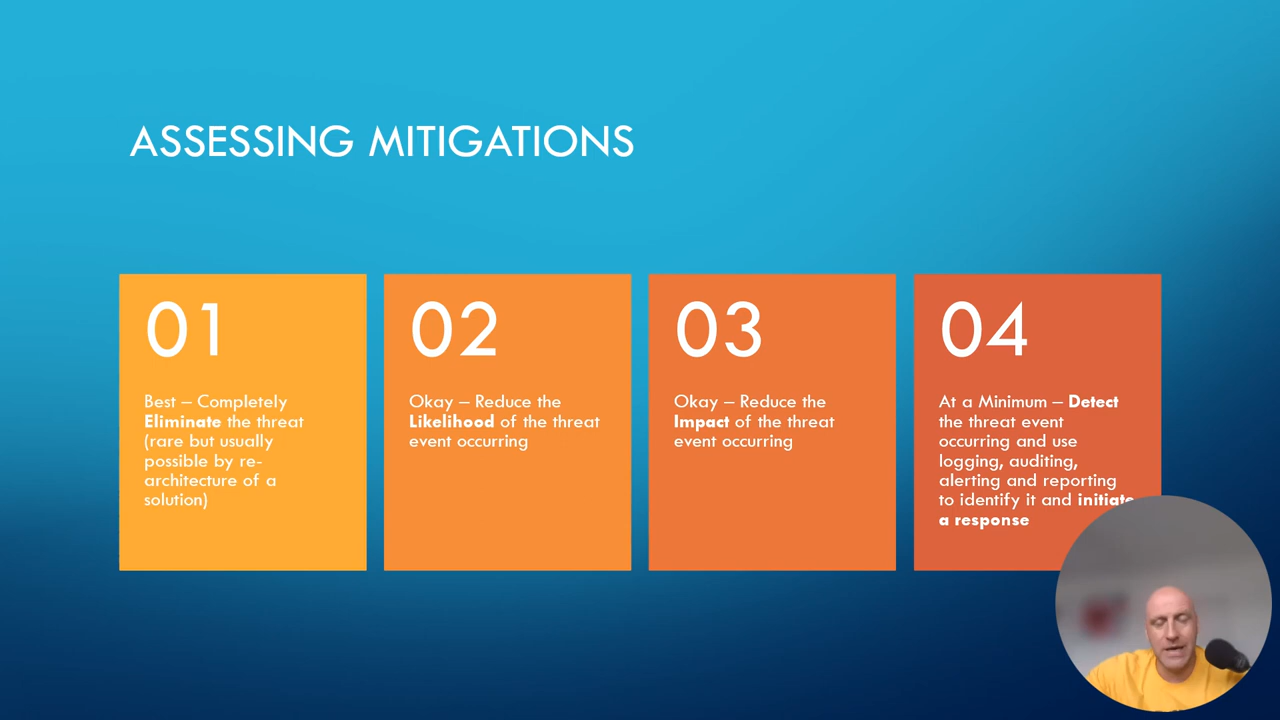 ASSESSING MITIGATIONS
01
Best – Completely
Eliminate the threat
(rare but usually
possible by re-
architecture of a
solution)
02
Okay – Reduce the
Likelihood of the threat
event occurring
03
Okay – Reduce the
Impact of the threat
event occurring
04
At a Minimum – Detect
the threat event
occurring and use
logging, auditing,
alerting and reporting
to identify it and initiate
a response